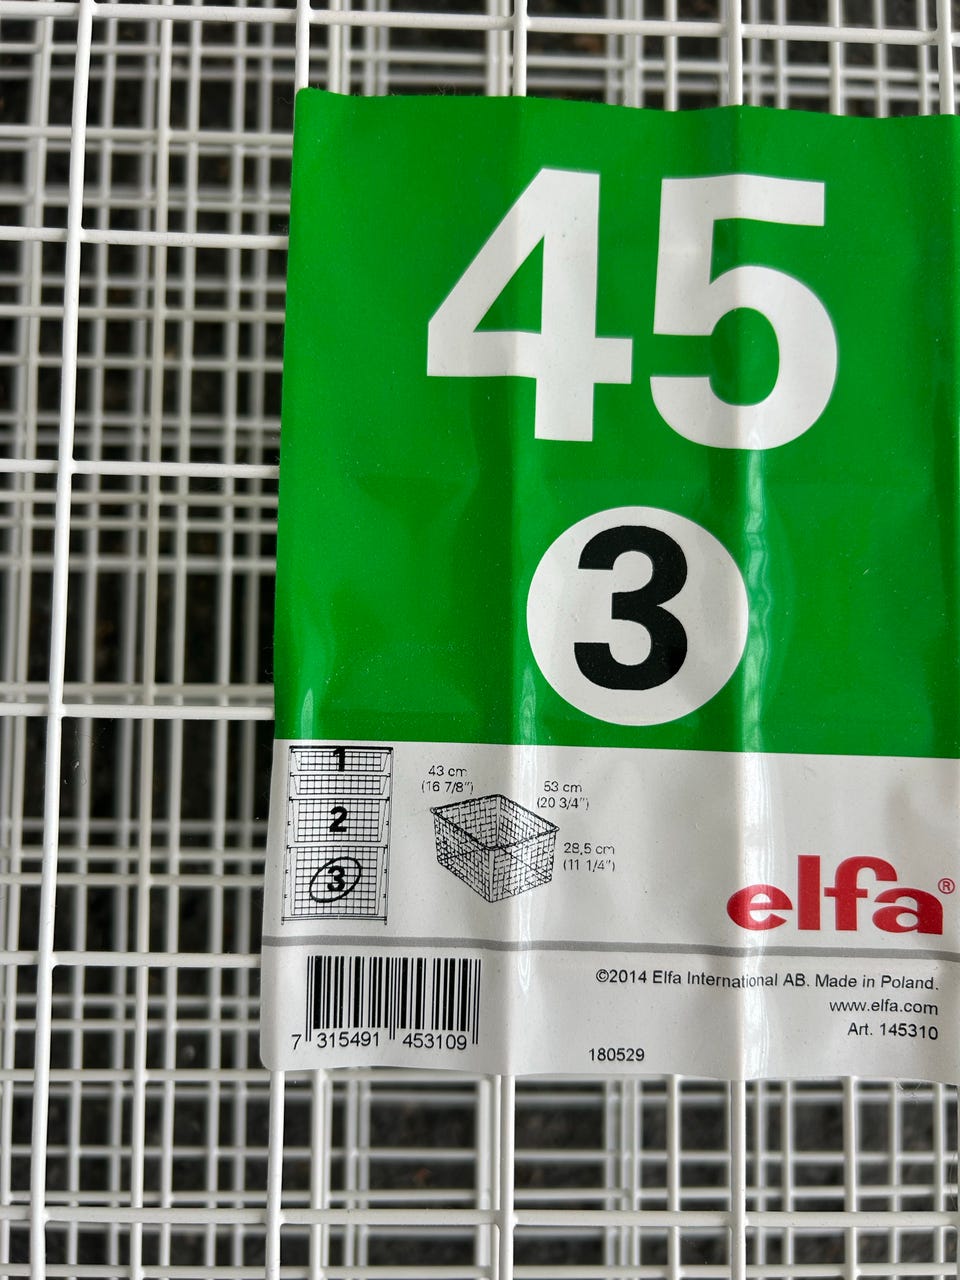 45
3
1
2
3
43 cm
(16 7/8")
53 cm
(20 3/4")
28,5 cm
(11 1/4")
elfa®
©2014 Elfa International AB. Made in Poland.
www.elfa.com
Art. 145310
7 315491 453109
180529